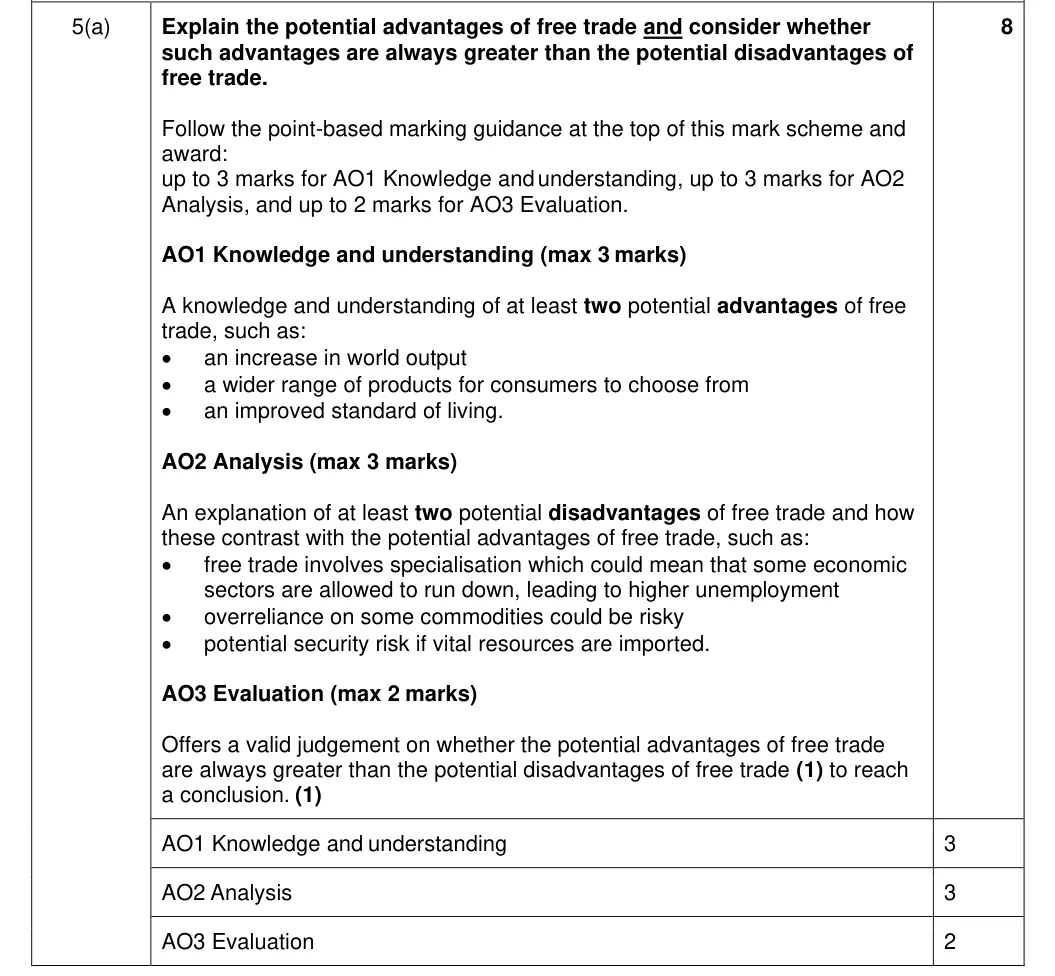 5(a)
Explain the potential advantages of free trade and consider whether
such advantages are always greater than the potential disadvantages of
free trade.
8
Follow the point-based marking guidance at the top of this mark scheme and
award:
up to 3 marks for AO1 Knowledge and understanding, up to 3 marks for AO2
Analysis, and up to 2 marks for AO3 Evaluation.
AO1 Knowledge and understanding (max 3 marks)
A knowledge and understanding of at least two potential advantages of free
trade, such as:
• an increase in world output
• a wider range of products for consumers to choose from
• an improved standard of living.
AO2 Analysis (max 3 marks)
An explanation of at least two potential disadvantages of free trade and how
these contrast with the potential advantages of free trade, such as:
• free trade involves specialisation which could mean that some economic
sectors are allowed to run down, leading to higher unemployment
• overreliance on some commodities could be risky
• potential security risk if vital resources are imported.
AO3 Evaluation (max 2 marks)
Offers a valid judgement on whether the potential advantages of free trade
are always greater than the potential disadvantages of free trade (1) to reach
a conclusion. (1)
AO1 Knowledge and understanding 3
AO2 Analysis 3
AO3 Evaluation 2